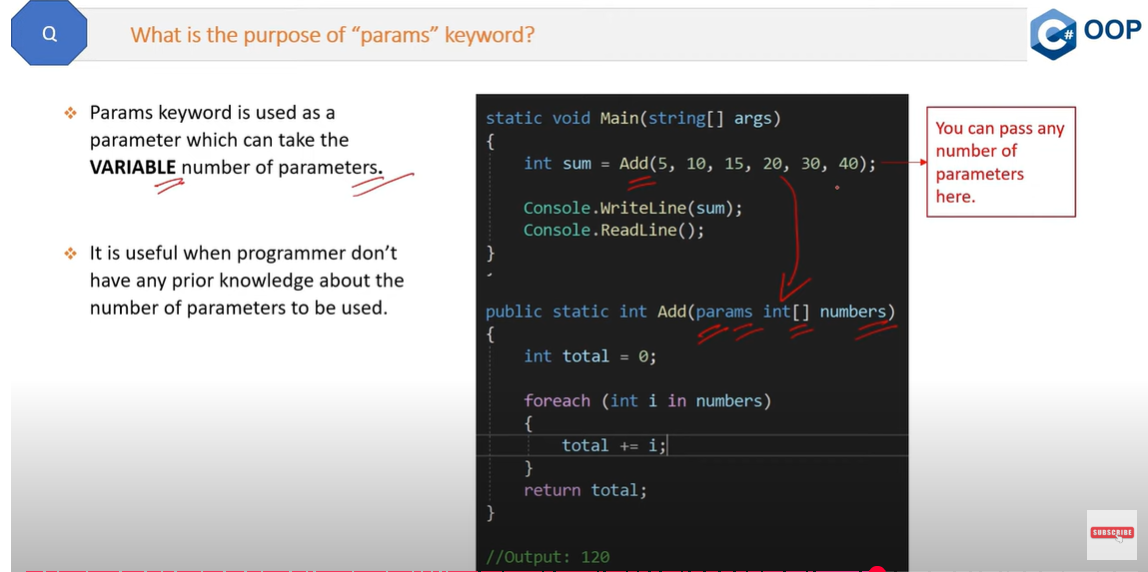 Q
What is the purpose of “params” keyword?
C# OOP
❖ Params keyword is used as a
parameter which can take the
VARIABLE number of parameters.
❖ It is useful when programmer don’t
have any prior knowledge about the
number of parameters to be used.
static void Main(string[] args)
{
int sum = Add(5, 10, 15, 20, 30, 40);
Console.WriteLine(sum);
Console.ReadLine();
}
public static int Add(params int[] numbers)
{
int total = 0;
foreach (int i in numbers)
{
total += i;
}
return total;
}
//Output: 120
You can pass any
number of
parameters
here.
SUBSCRIBE